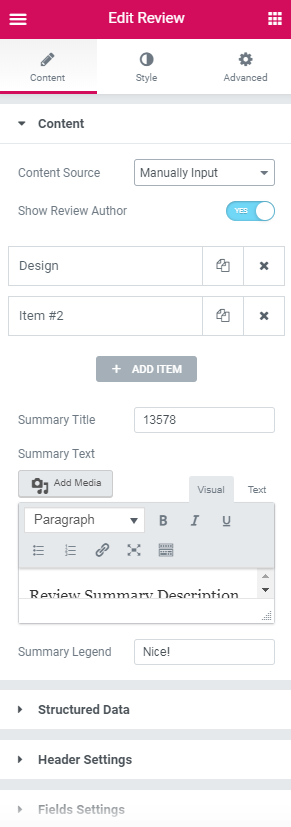 Edit Review
Content Style Advanced
Content
Content Source Manually Input
Show Review Author YES
Design
Item #2
+ ADD ITEM
Summary Title 13578
Summary Text
Add Media Visual Text
Paragraph B I U
Review Summary Description
Summary Legend Nice!
Structured Data
Header Settings
Fields Settings